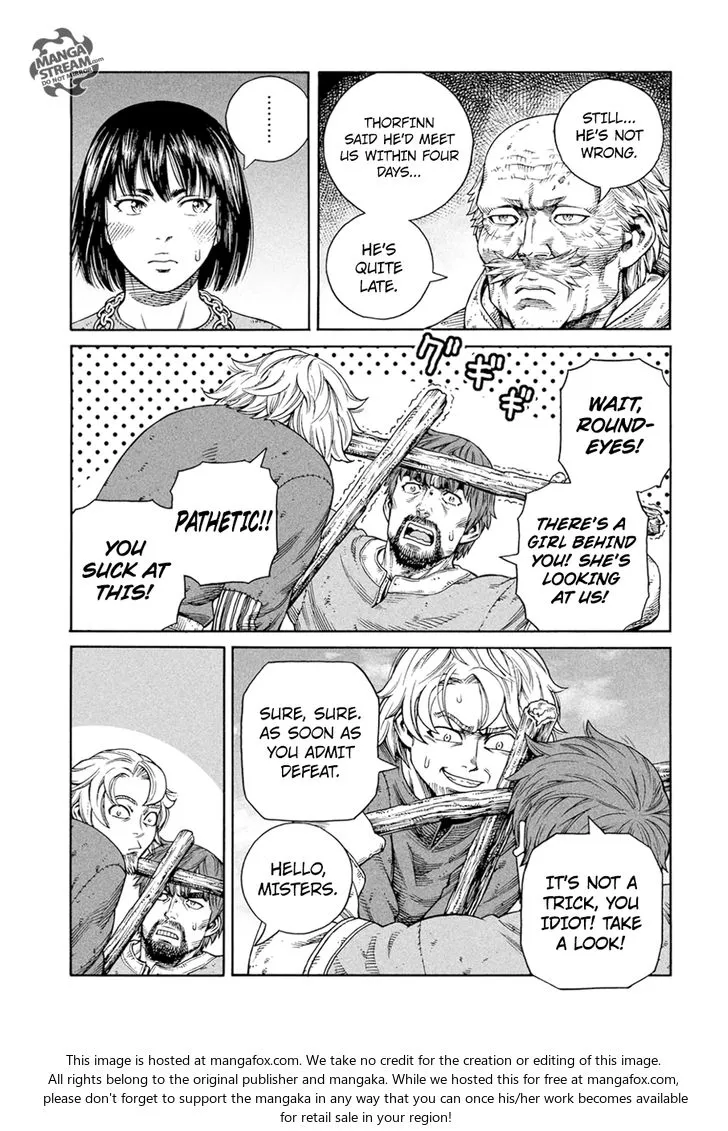 MANGA
STREAM.com
DO NOT MIRROR
STILL...
HE'S NOT
WRONG.
THORFINN
SAID HE'D MEET
US WITHIN FOUR
DAYS...
HE'S
QUITE
LATE.
........
WAIT,
ROUND-
EYES!
THERE'S A
GIRL BEHIND
YOU! SHE'S
LOOKING
AT US!
グギギ
PATHETIC!!
YOU
SUCK AT
THIS!
SURE, SURE.
AS SOON AS
YOU ADMIT
DEFEAT.
IT'S NOT A
TRICK, YOU
IDIOT! TAKE
A LOOK!
HELLO,
MISTERS.
This image is hosted at mangafox.com. We take no credit for the creation or editing of this image.
All rights belong to the original publisher and mangaka. While we hosted this for free at mangafox.com,
please don't forget to support the mangaka in any way that you can once his/her work becomes available
for retail sale in your region!